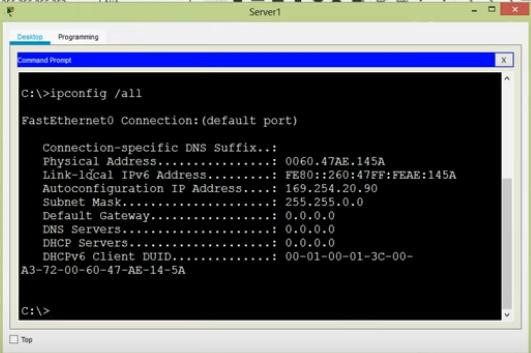 Server1
Desktop Programming
Command Prompt X
C:\>ipconfig /all
FastEthernet0 Connection:(default port)
Connection-specific DNS Suffix..:
Physical Address................: 0060.47AE.145A
Link-local IPv6 Address.........: FE80::260:47FF:FEAE:145A
Autoconfiguration IP Address....: 169.254.20.90
Subnet Mask.....................: 255.255.0.0
Default Gateway.................: 0.0.0.0
DNS Servers.....................: 0.0.0.0
DHCP Servers....................: 0.0.0.0
DHCPv6 Client DUID..............: 00-01-00-01-3C-00-
A3-72-00-60-47-AE-14-5A
C:\>
Top